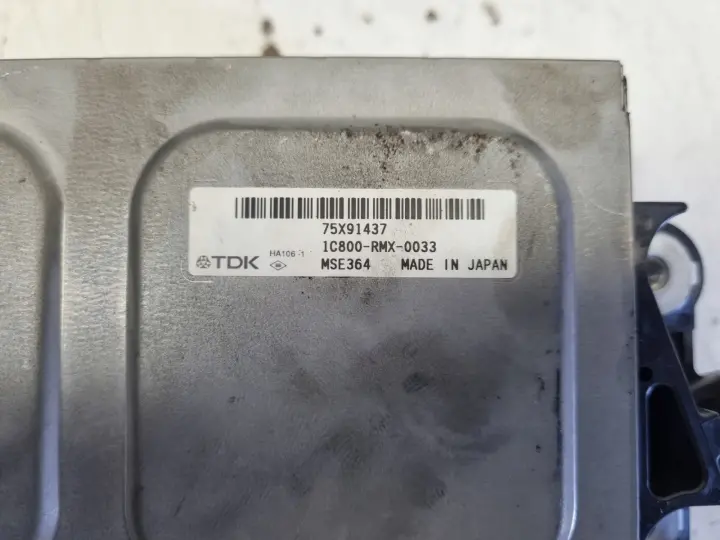 75X91437
1C800-RMX-0033
TDK HA106-1
MSE364 MADE IN JAPAN